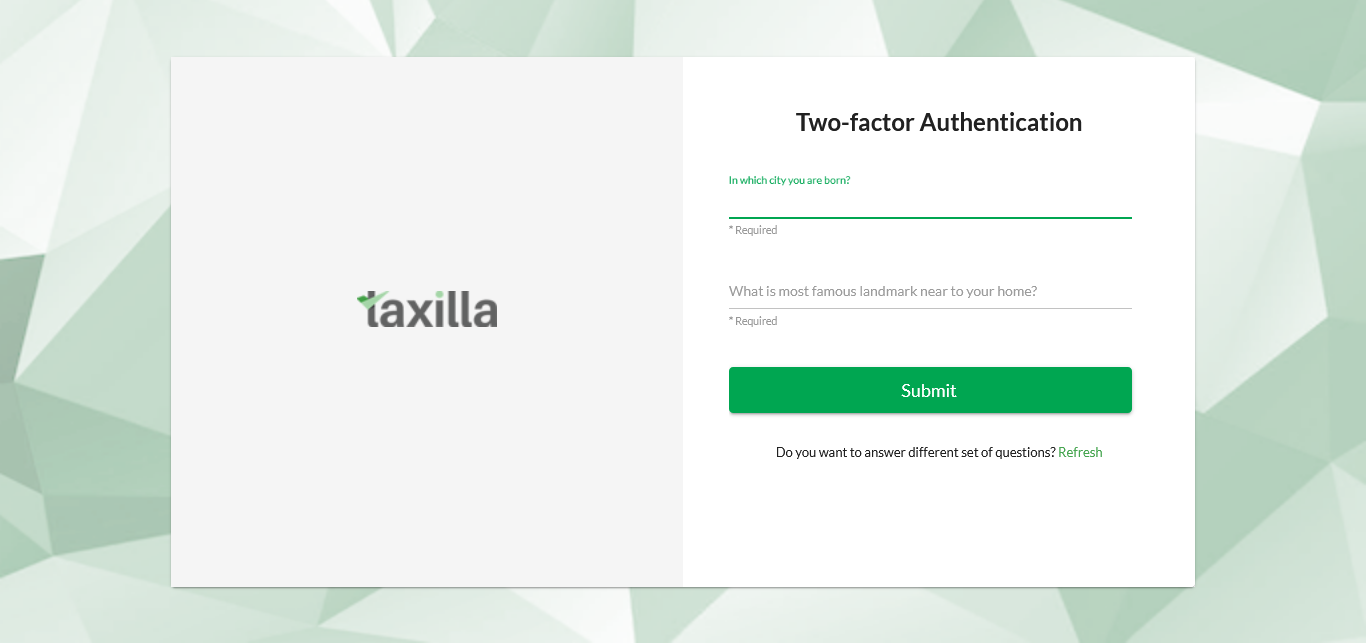 taxilla
Two-factor Authentication
In which city you are born?
* Required
What is most famous landmark near to your home?
* Required
Submit
Do you want to answer different set of questions? Refresh